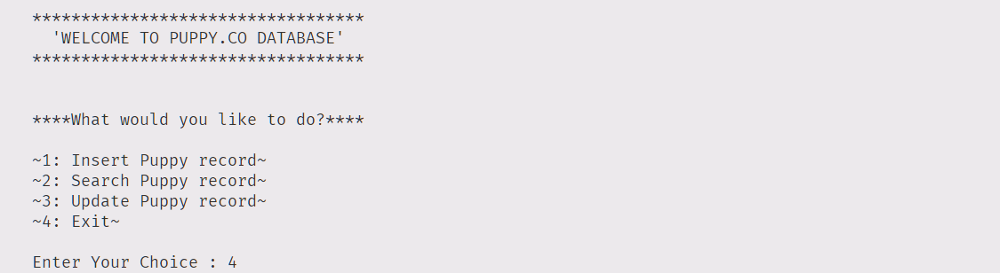 **********************************
'WELCOME TO PUPPY.CO DATABASE'
**********************************
****What would you like to do?****
~1: Insert Puppy record~
~2: Search Puppy record~
~3: Update Puppy record~
~4: Exit~
Enter Your Choice : 4